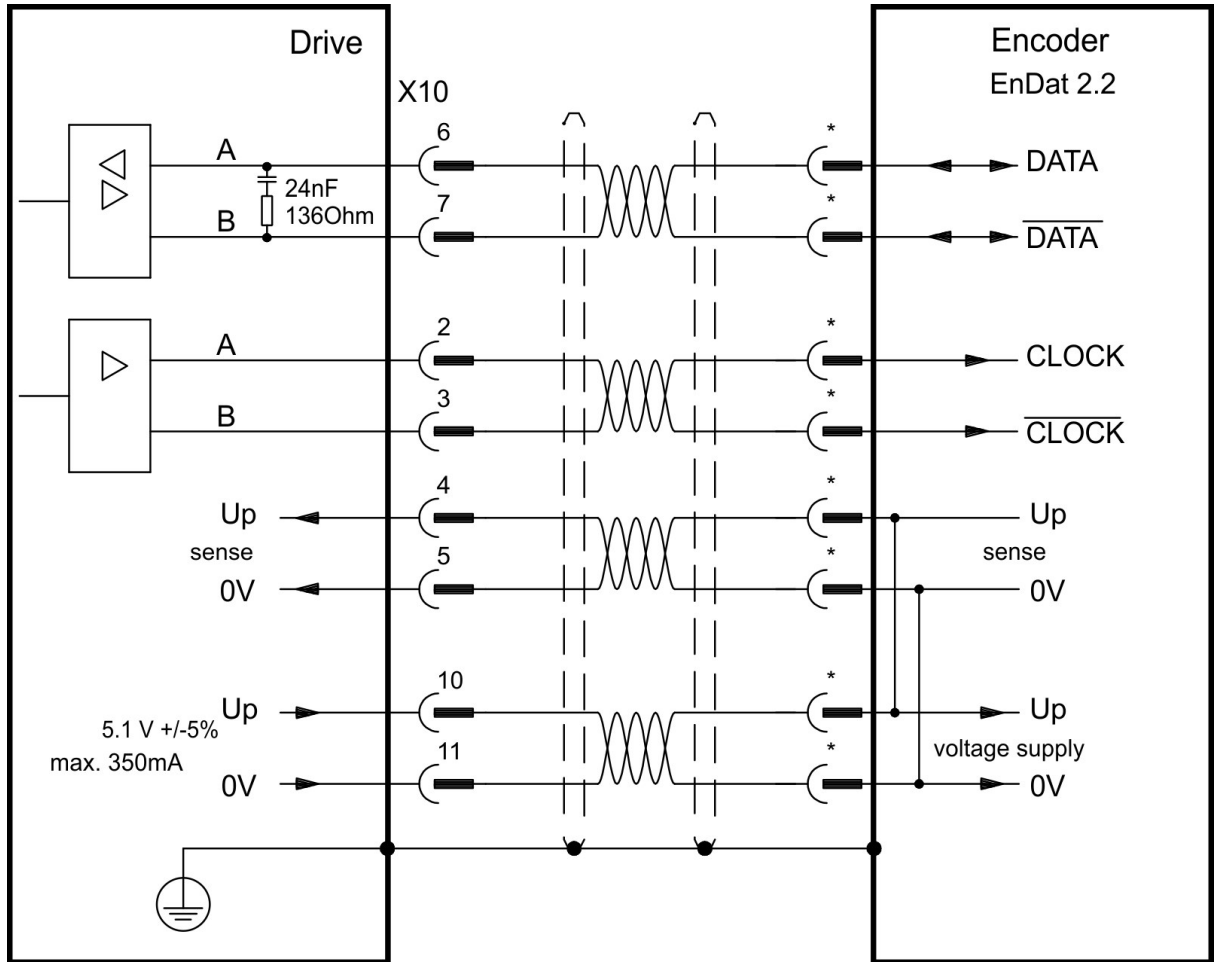 Drive
X10
Encoder
EnDat 2.2
A
6
*
DATA
24nF
136Ohm
B
7
*
DATA
A
2
*
CLOCK
B
3
*
CLOCK
Up
4
*
Up
sense
sense
0V
5
*
0V
Up
10
*
Up
5.1 V +/-5%
max. 350mA
voltage supply
0V
11
*
0V